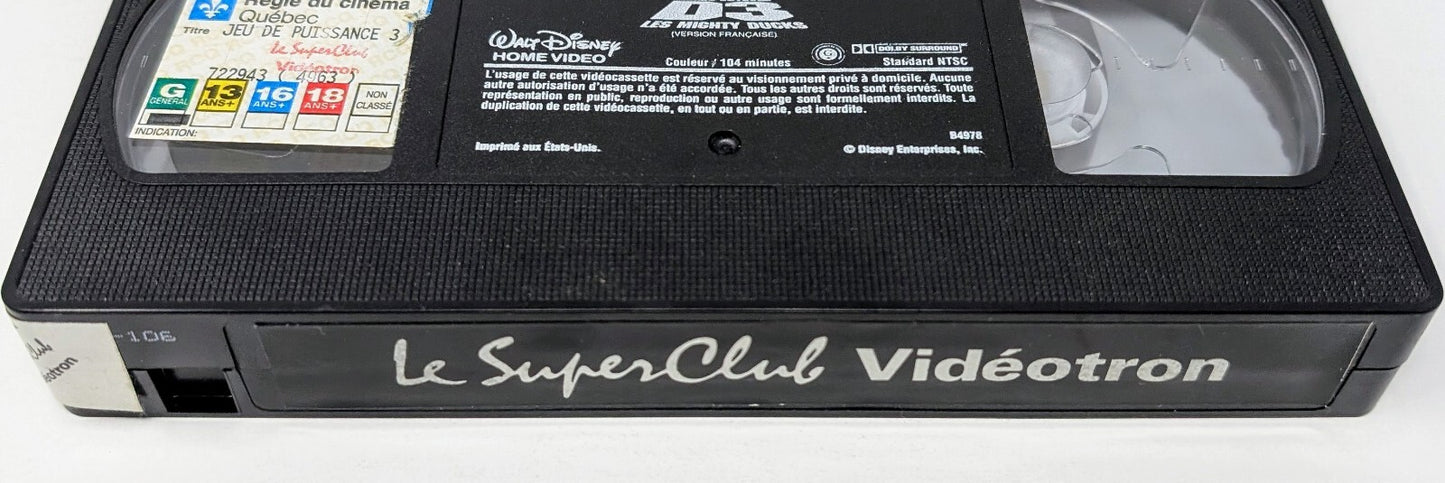 Régie du cinéma
Québec
Titre JEU DE PUISSANCE 3
Le SuperClub
Vidéotron
722943 ( 4963 )
G
GÉNÉRAL
13
ANS+
16
ANS+
18
ANS+
NON
CLASSÉ
INDICATION:
D3
LES MIGHTY DUCKS
(VERSION FRANÇAISE)
WALT DISNEY
HOME VIDEO
Couleur / 104 minutes
DOLBY SURROUND
Standard NTSC
L'usage de cette vidéocassette est réservé au visionnement privé à domicile. Aucune
autre autorisation d'usage n'a été accordée. Tous les autres droits sont réservés. Toute
représentation en public, reproduction ou autre usage sont formellement interdits. La
duplication de cette vidéocassette, en tout ou en partie, est interdite.
B4978
Imprimé aux États-Unis.
© Disney Enterprises, Inc.
-106
éotron
Le SuperClub Vidéotron